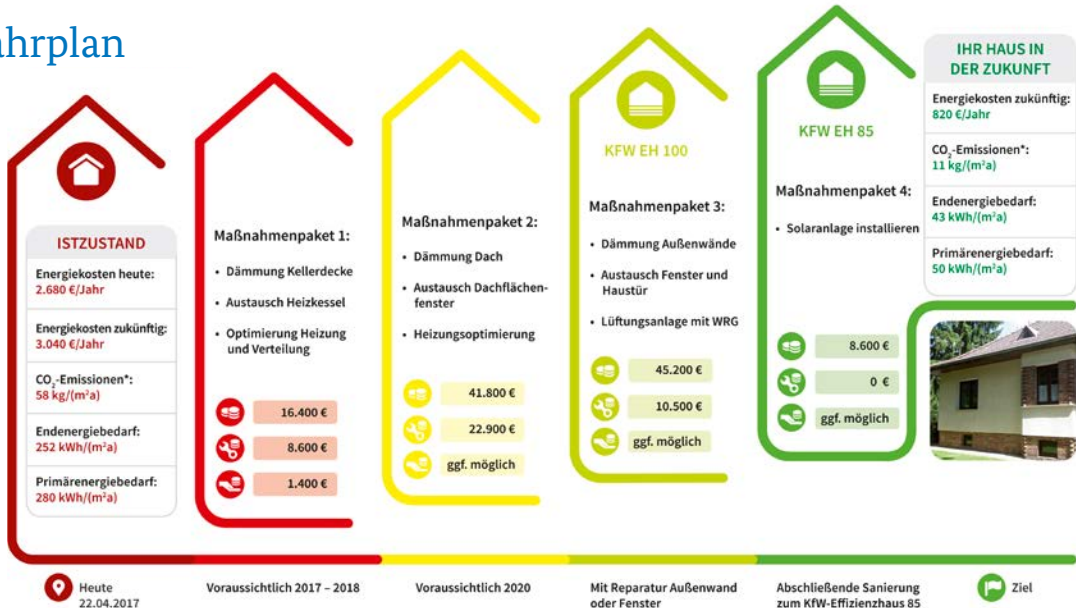 ahrplan
ISTZUSTAND
Energiekosten heute:
2.680 €/Jahr
Energiekosten zukünftig:
3.040 €/Jahr
CO₂-Emissionen*:
58 kg/(m²a)
Endenergiebedarf:
252 kWh/(m²a)
Primärenergiebedarf:
280 kWh/(m²a)
Maßnahmenpaket 1:
• Dämmung Kellerdecke
• Austausch Heizkessel
• Optimierung Heizung
und Verteilung
16.400 €
8.600 €
1.400 €
Maßnahmenpaket 2:
• Dämmung Dach
• Austausch Dachflächen-
fenster
• Heizungsoptimierung
41.800 €
22.900 €
ggf. möglich
KFW EH 100
Maßnahmenpaket 3:
• Dämmung Außenwände
• Austausch Fenster und
Haustür
• Lüftungsanlage mit WRG
45.200 €
10.500 €
ggf. möglich
KFW EH 85
Maßnahmenpaket 4:
• Solaranlage installieren
8.600 €
0 €
ggf. möglich
IHR HAUS IN
DER ZUKUNFT
Energiekosten zukünftig:
820 €/Jahr
CO₂-Emissionen*:
11 kg/(m²a)
Endenergiebedarf:
43 kWh/(m²a)
Primärenergiebedarf:
50 kWh/(m²a)
Heute
22.04.2017
Voraussichtlich 2017 – 2018
Voraussichtlich 2020
Mit Reparatur Außenwand
oder Fenster
Abschließende Sanierung
zum KfW-Effizienzhaus 85
Ziel